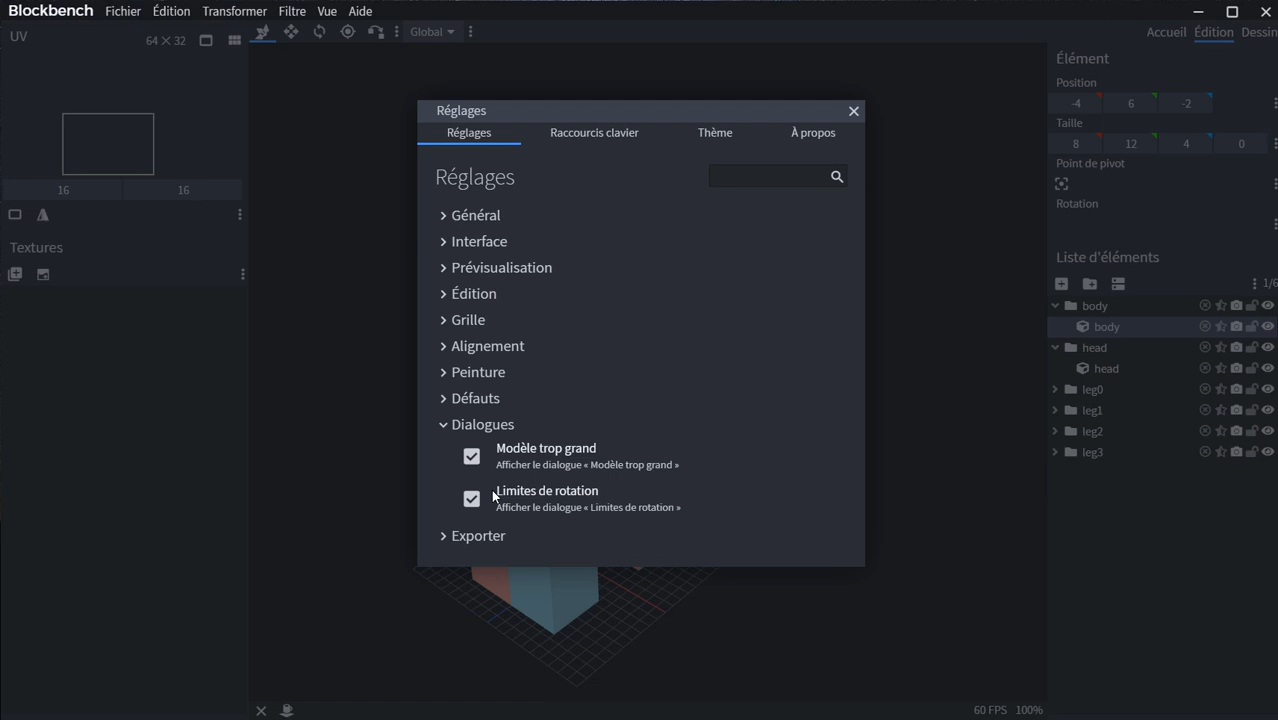 Blockbench Fichier Édition Transformer Filtre Vue Aide
UV
64 × 32
Global
Accueil Édition Dessin
16 16
Textures
Réglages
Réglages Raccourcis clavier Thème À propos
Réglages
Général
Interface
Prévisualisation
Édition
Grille
Alignement
Peinture
Défauts
Dialogues
Modèle trop grand
Afficher le dialogue « Modèle trop grand »
Limites de rotation
Afficher le dialogue « Limites de rotation »
Exporter
Élément
Position
-4 6 -2
Taille
8 12 4 0
Point de pivot
Rotation
Liste d'éléments
1/6
body
body
head
head
leg0
leg1
leg2
leg3
60 FPS 100%